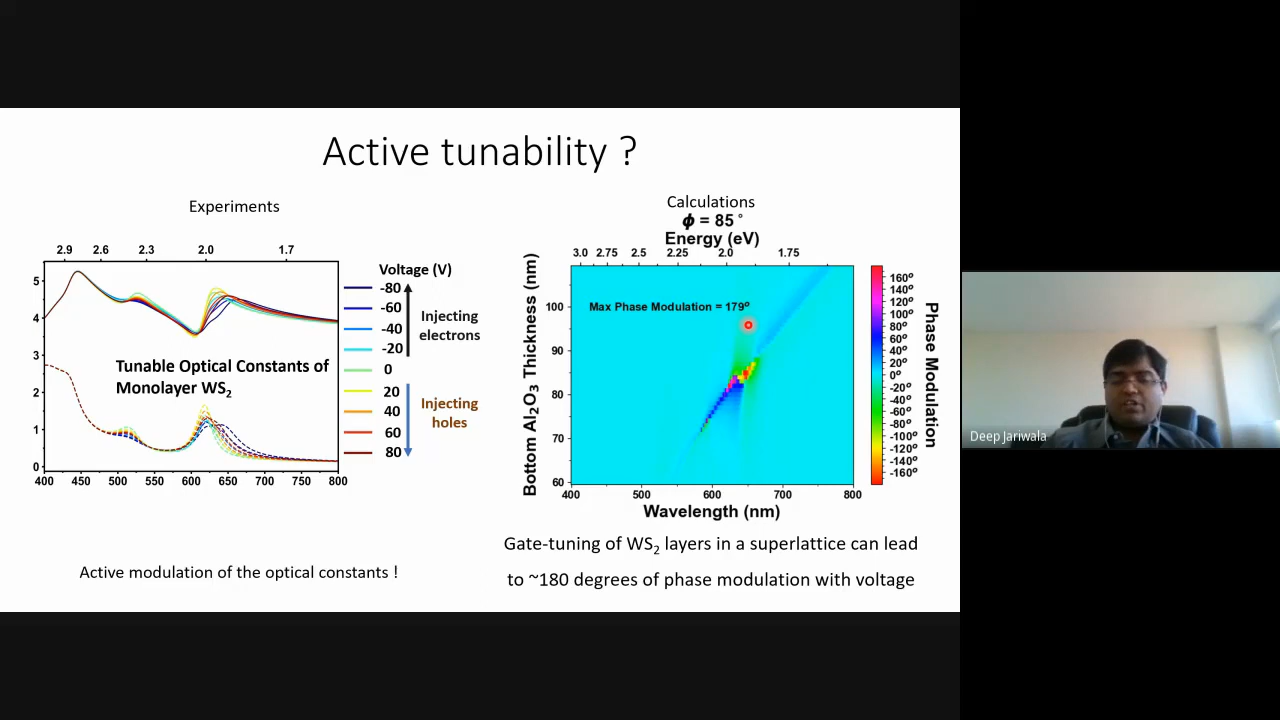 Active tunability ?
Experiments
2.9 2.6 2.3 2.0 1.7
5
4
3
2
1
0
400 450 500 550 600 650 700 750 800
Tunable Optical Constants of
Monolayer WS₂
Voltage (V)
-80
-60
-40
-20
0
20
40
60
80
Injecting
electrons
Injecting
holes
Active modulation of the optical constants !
Calculations
ϕ = 85°
Energy (eV)
3.0 2.75 2.5 2.25 2.0 1.75
Bottom Al₂O₃ Thickness (nm)
100
90
80
70
60
Max Phase Modulation = 179°
400 500 600 700 800
Wavelength (nm)
160°
140°
120°
100°
80°
60°
40°
20°
0°
-20°
-40°
-60°
-80°
-100°
-120°
-140°
-160°
Phase Modulation
Gate-tuning of WS₂ layers in a superlattice can lead
to ~180 degrees of phase modulation with voltage
Deep Jariwala